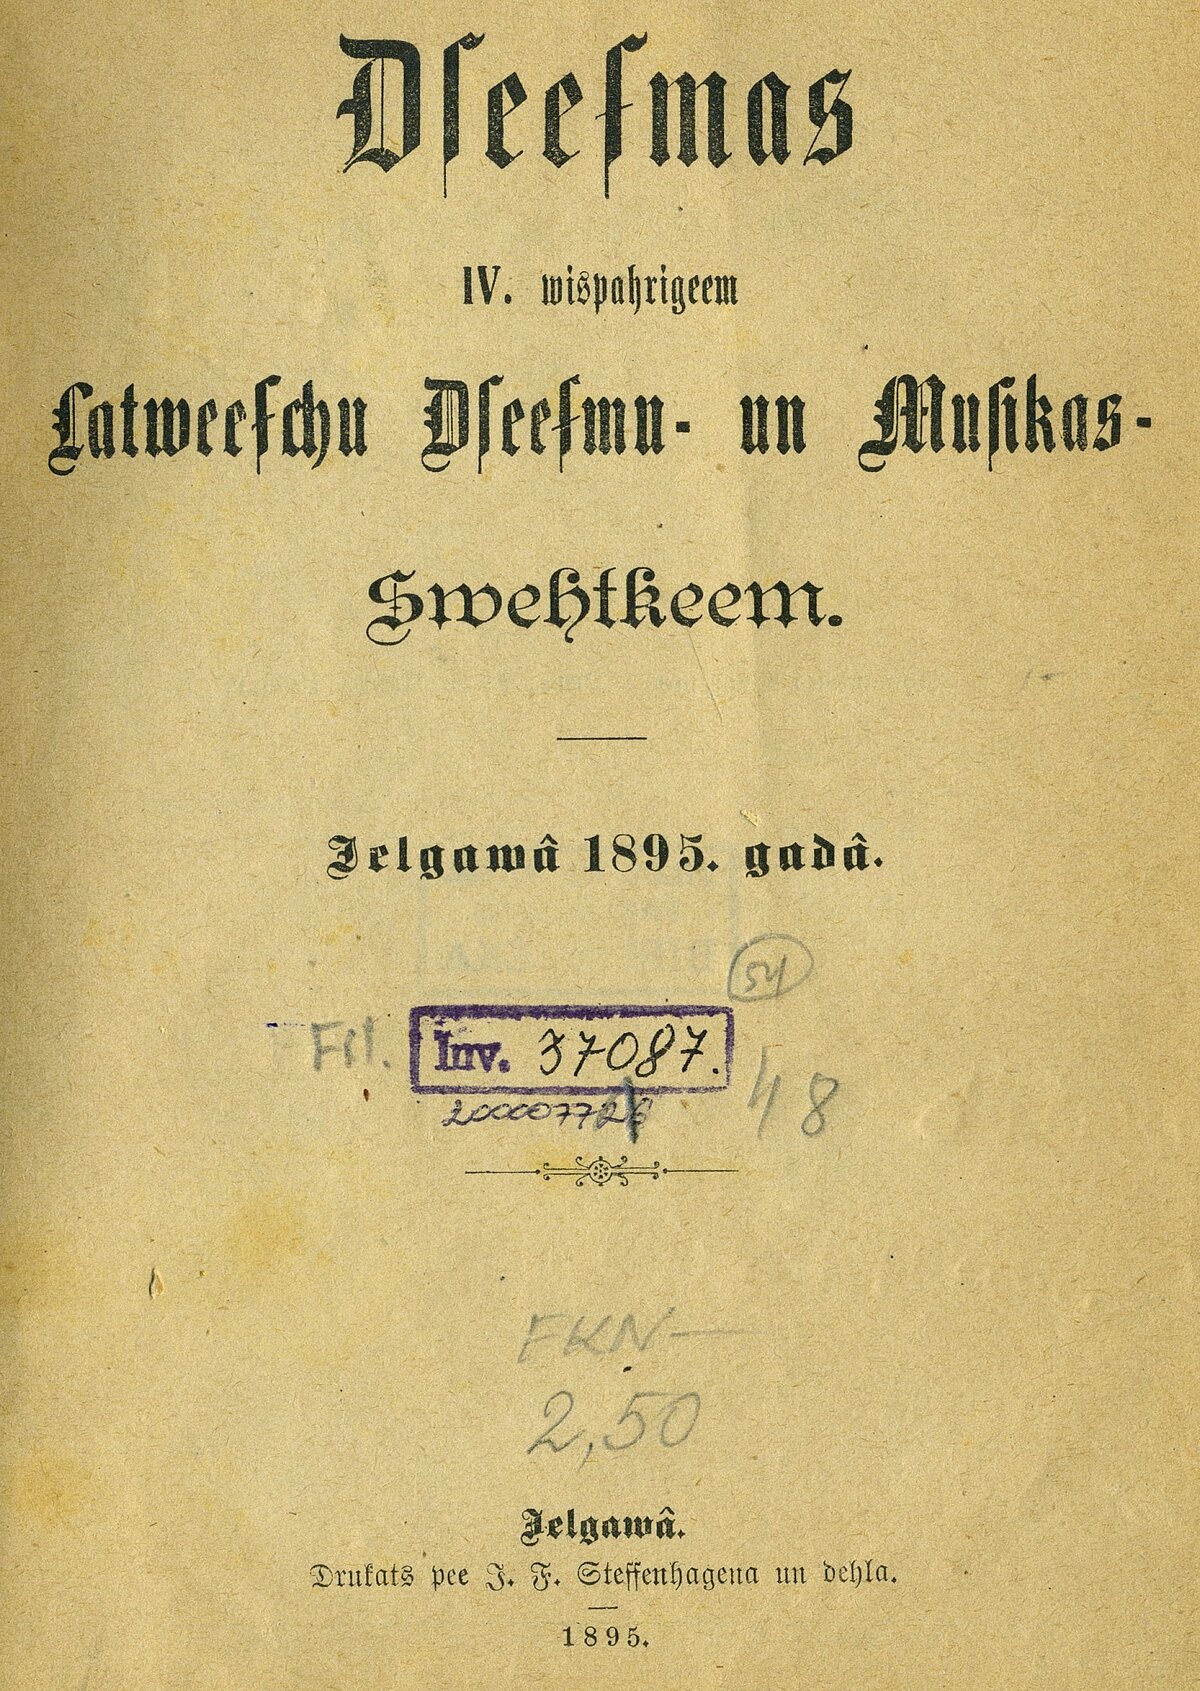 Dſeeſmas
IV. wispahrigeem
Latweeſchu Dſeeſmu- un Muſikas-
Swehtkeem.
Jelgawâ 1895. gadâ.
54
Inv. 37087.
48
FKN—
2,50
Jelgawâ.
Drukats pee J. F. Steffenhagena un dehla.
1895.